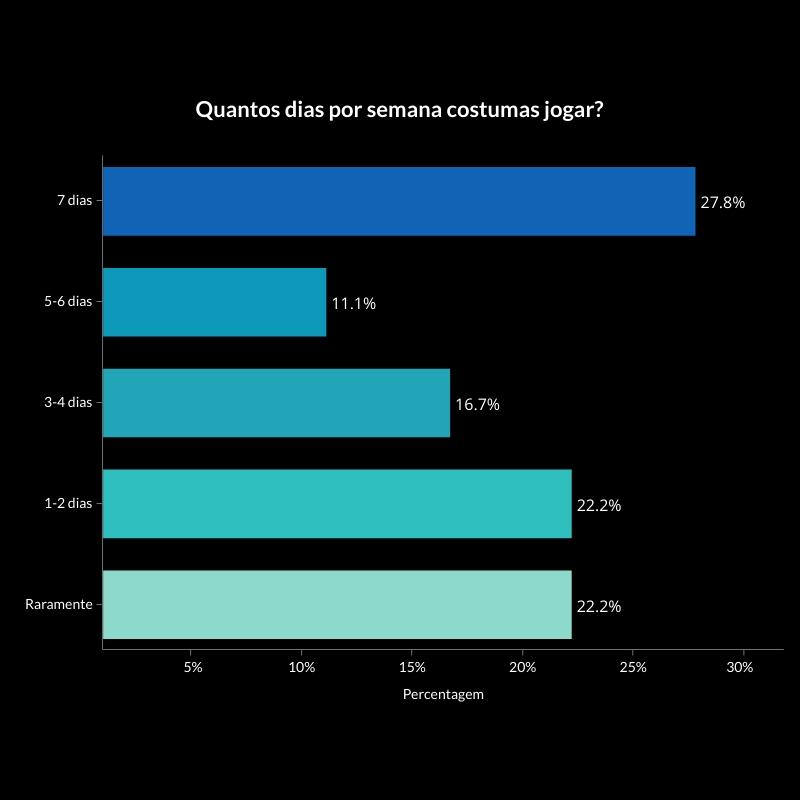 Quantos dias por semana costumas jogar?
7 dias
27.8%
5-6 dias
11.1%
3-4 dias
16.7%
1-2 dias
22.2%
Raramente
22.2%
5% 10% 15% 20% 25% 30%
Percentagem